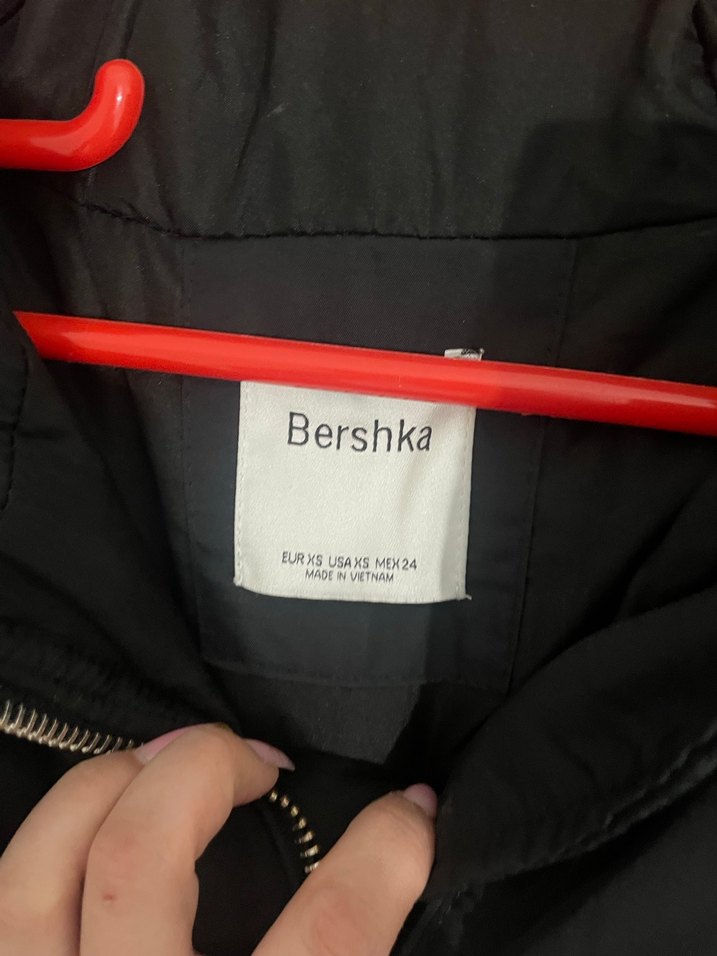 Bershka
EUR XS USA XS MEX 24
MADE IN VIETNAM